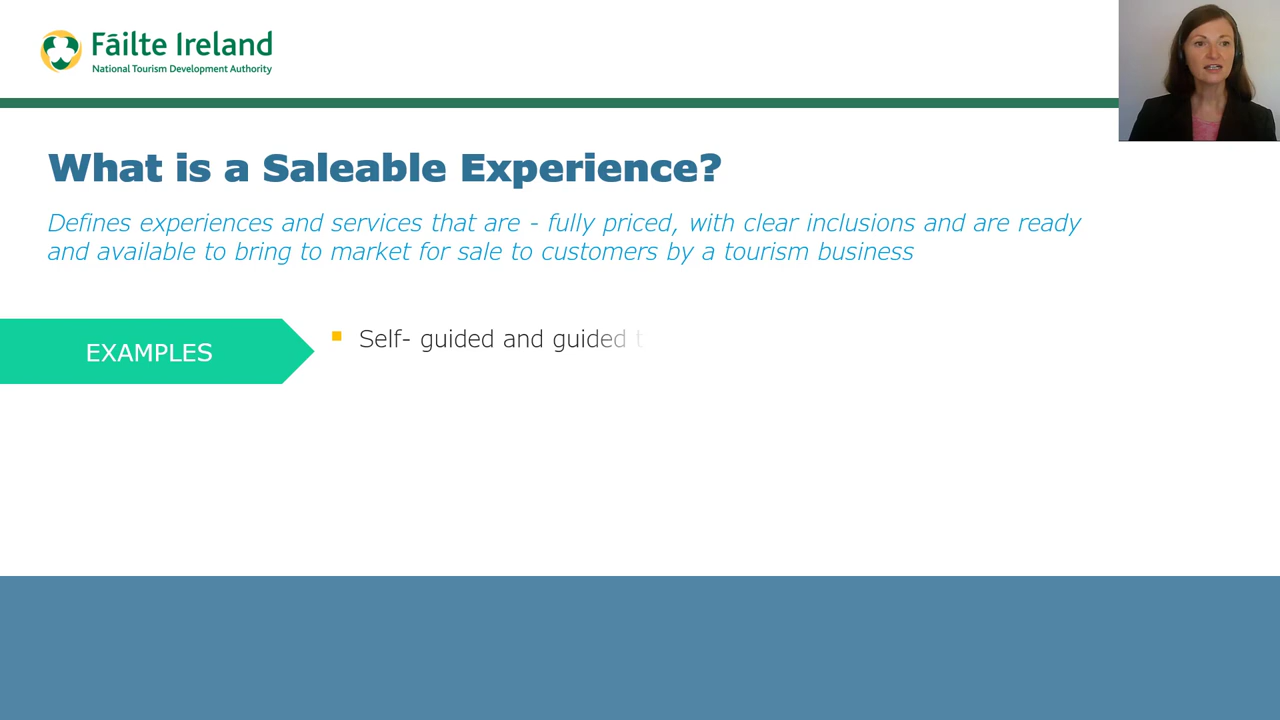 Fáilte Ireland
National Tourism Development Authority
What is a Saleable Experience?
Defines experiences and services that are - fully priced, with clear inclusions and are ready
and available to bring to market for sale to customers by a tourism business
EXAMPLES
Self- guided and guided